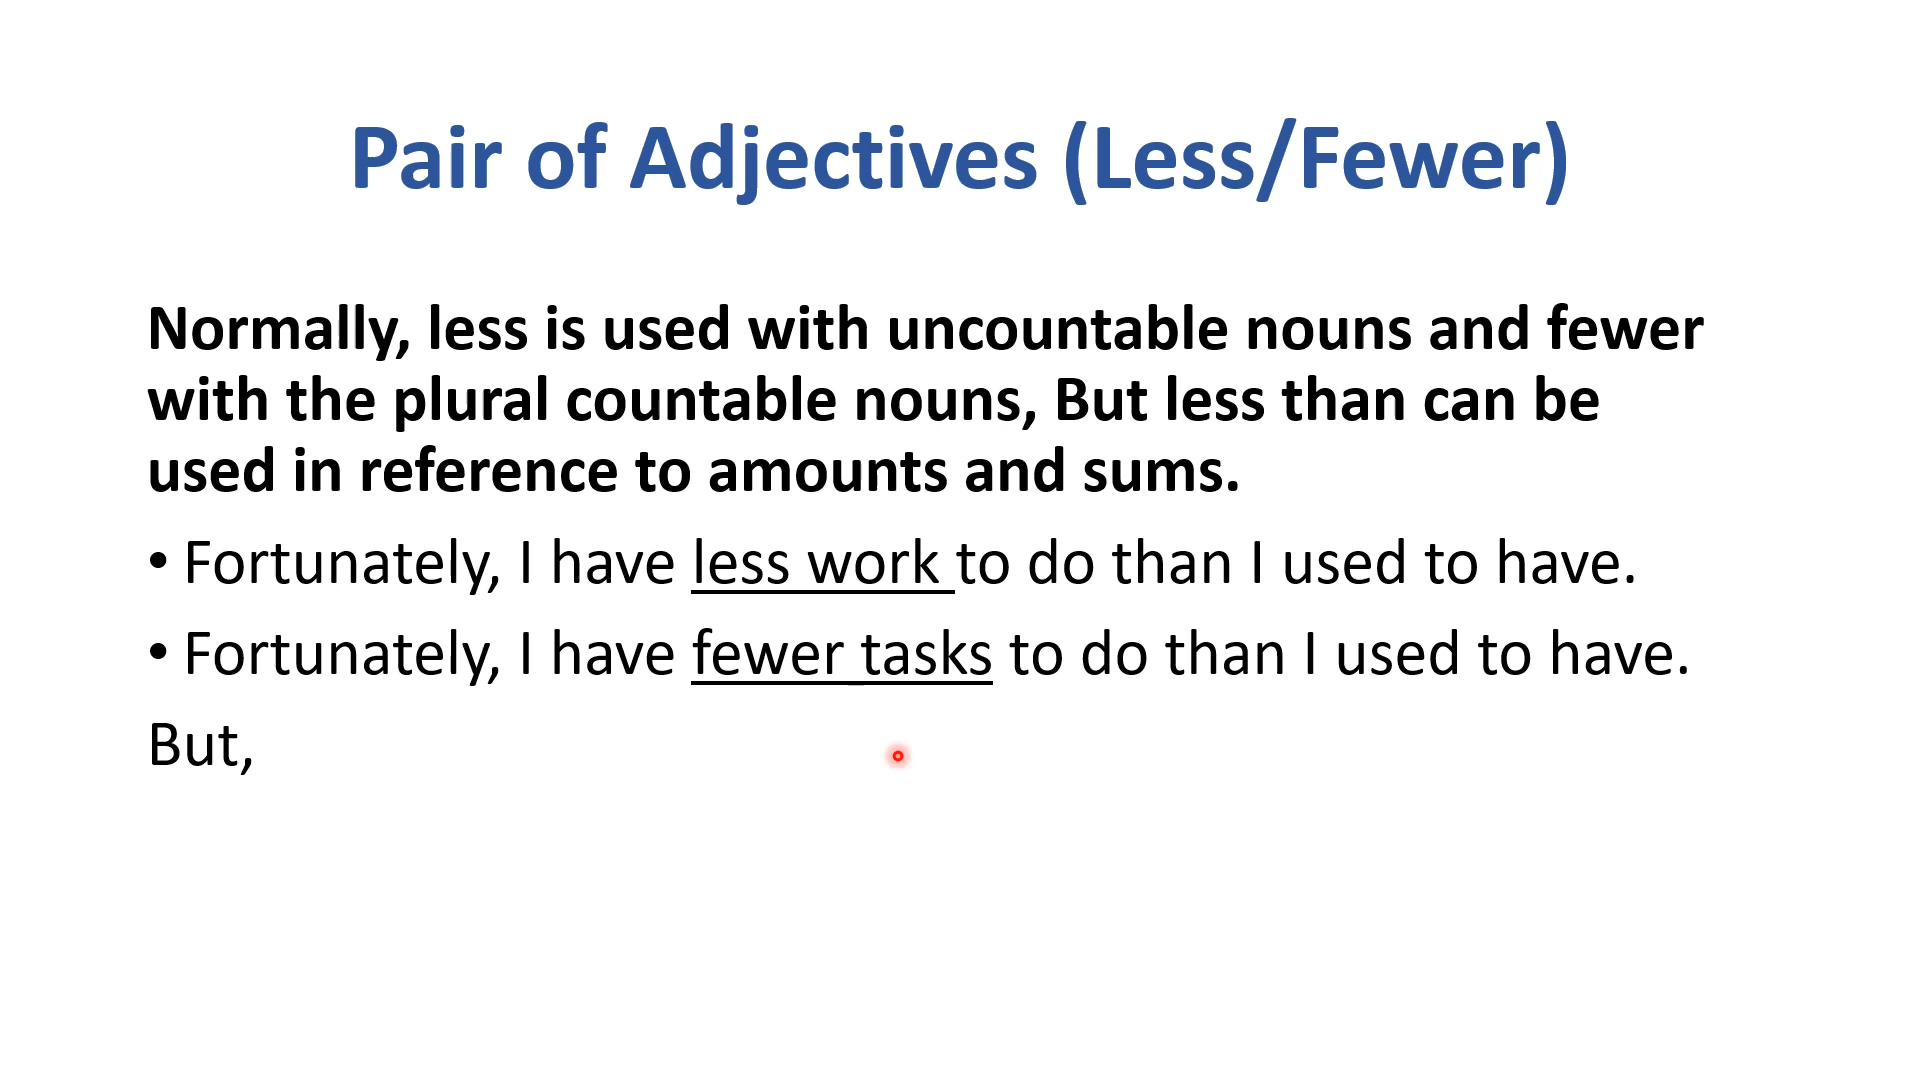 Pair of Adjectives (Less/Fewer)
Normally, less is used with uncountable nouns and fewer
with the plural countable nouns, But less than can be
used in reference to amounts and sums.
• Fortunately, I have less work to do than I used to have.
• Fortunately, I have fewer tasks to do than I used to have.
But,